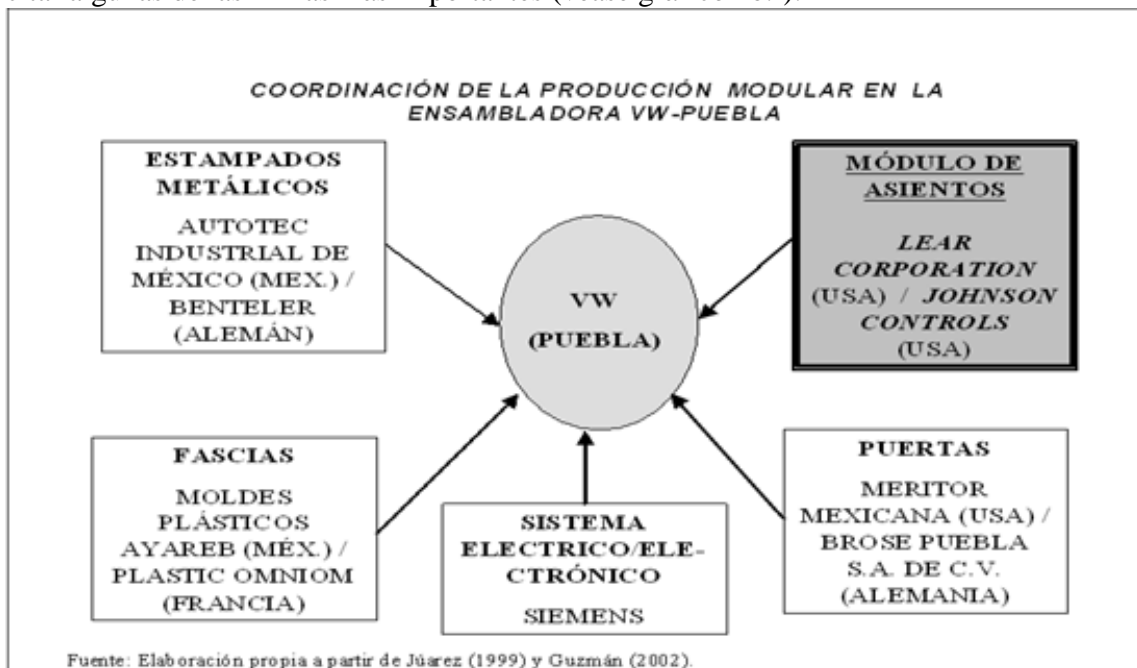 COORDINACIÓN DE LA PRODUCCIÓN MODULAR EN LA
ENSAMBLADORA VW-PUEBLA
ESTAMPADOS
METÁLICOS
AUTOTEC
INDUSTRIAL DE
MÉXICO (MEX.) /
BENTELER
(ALEMÁN)
MÓDULO DE
ASIENTOS
LEAR
CORPORATION
(USA) / JOHNSON
CONTROLS
(USA)
VW
(PUEBLA)
FASCIAS
MOLDES
PLÁSTICOS
AYAREB (MÉX.) /
PLASTIC OMNIOM
(FRANCIA)
SISTEMA
ELECTRICO/ELE-
CTRÓNICO
SIEMENS
PUERTAS
MERITOR
MEXICANA (USA) /
BROSE PUEBLA
S.A. DE C.V.
(ALEMANIA)
Fuente: Elaboración propia a partir de Júarez (1999) y Guzmán (2002).